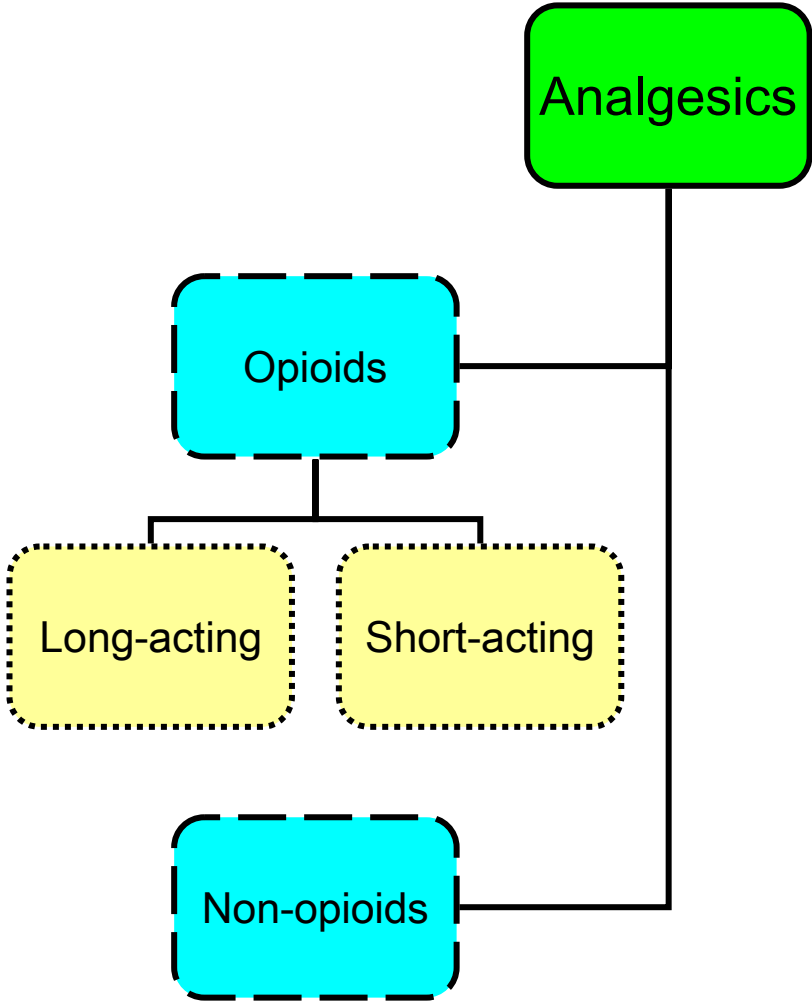 Analgesics
Opioids
Long-acting
Short-acting
Non-opioids